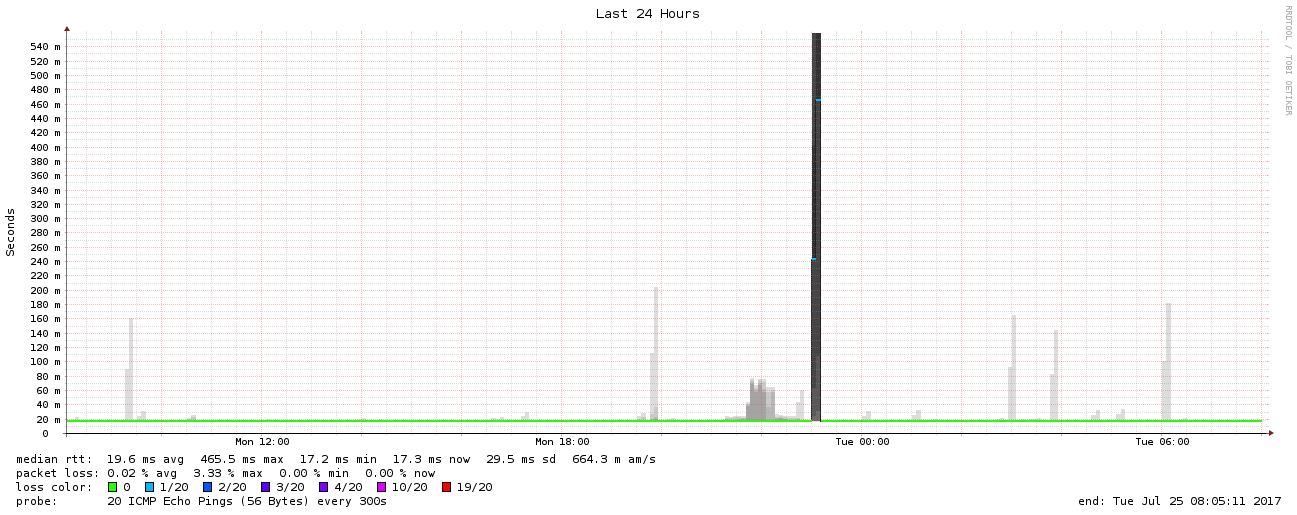 Last 24 Hours
RRDTOOL / TOBI OETIKER
Seconds
540 m
520 m
500 m
480 m
460 m
440 m
420 m
400 m
380 m
360 m
340 m
320 m
300 m
280 m
260 m
240 m
220 m
200 m
180 m
160 m
140 m
120 m
100 m
80 m
60 m
40 m
20 m
0
Mon 12:00 Mon 18:00 Tue 00:00 Tue 06:00
median rtt: 19.6 ms avg 465.5 ms max 17.2 ms min 17.3 ms now 29.5 ms sd 664.3 m am/s
packet loss: 0.02 % avg 3.33 % max 0.00 % min 0.00 % now
loss color: 0 1/20 2/20 3/20 4/20 10/20 19/20
probe: 20 ICMP Echo Pings (56 Bytes) every 300s end: Tue Jul 25 08:05:11 2017